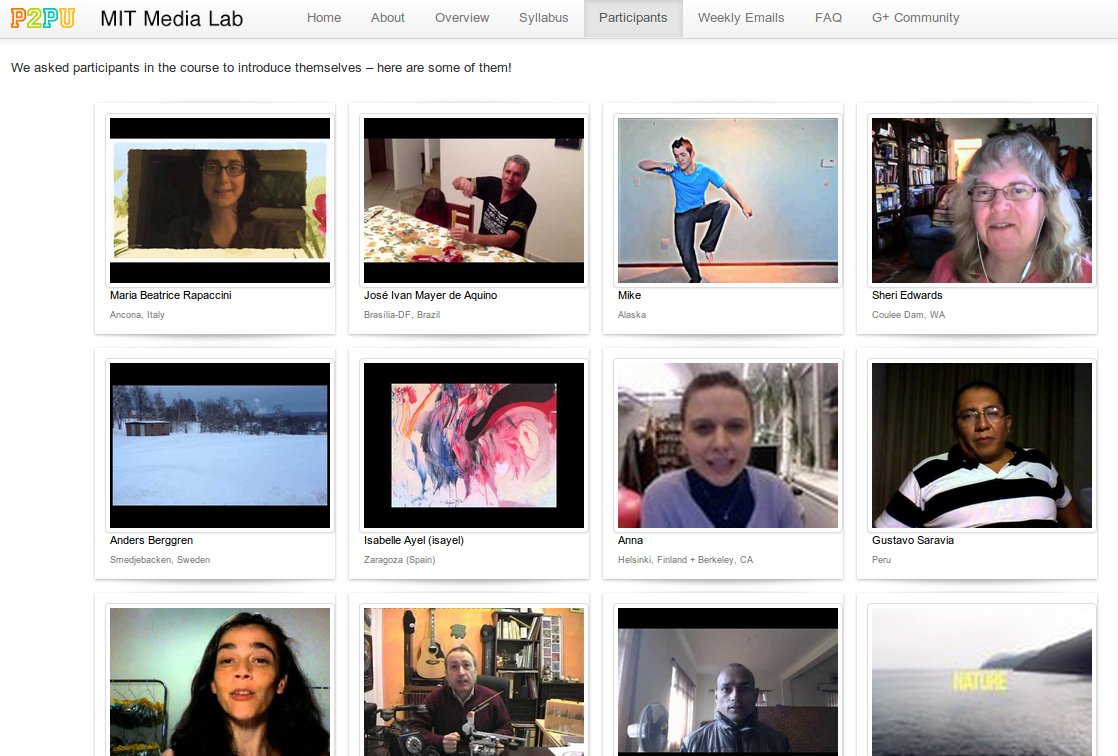 P2PU MIT Media Lab Home About Overview Syllabus Participants Weekly Emails FAQ G+ Community
We asked participants in the course to introduce themselves – here are some of them!
Maria Beatrice Rapaccini
Ancona, Italy
José Ivan Mayer de Aquino
Brasília-DF, Brazil
Mike
Alaska
Sheri Edwards
Coulee Dam, WA
Anders Berggren
Smedjebacken, Sweden
Isabelle Ayel (isayel)
Zaragoza (Spain)
Anna
Helsinki, Finland + Berkeley, CA
Gustavo Saravia
Peru
NATURE